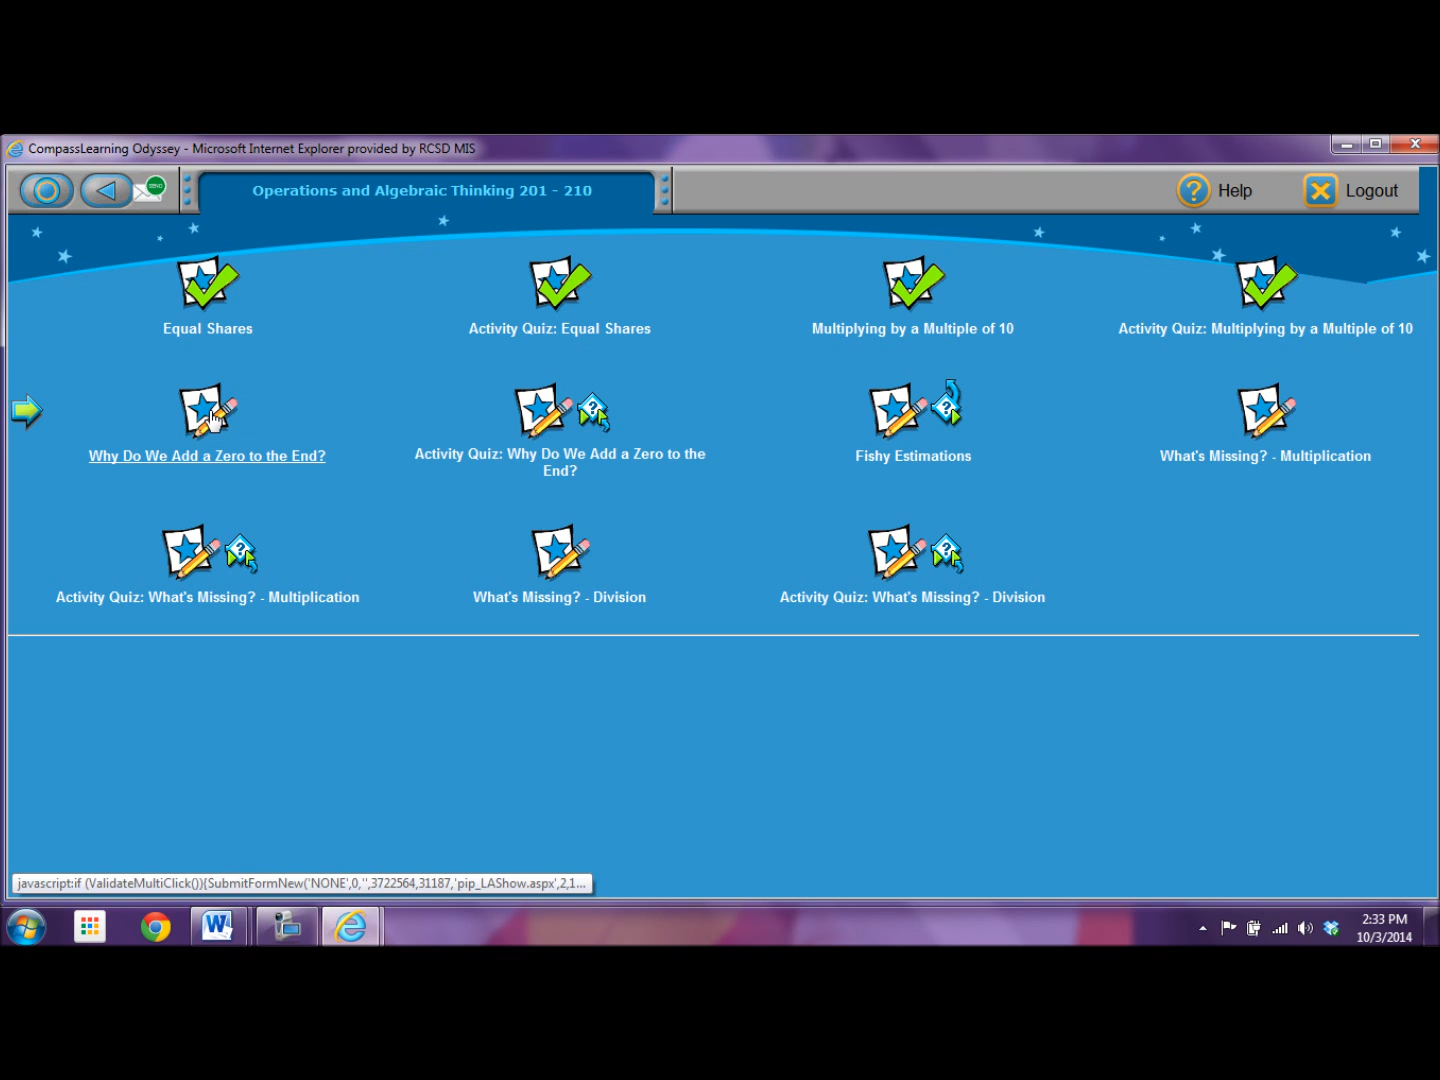 CompassLearning Odyssey - Microsoft Internet Explorer provided by RCSD MIS
Operations and Algebraic Thinking 201 - 210
Help
Logout
Equal Shares
Activity Quiz: Equal Shares
Multiplying by a Multiple of 10
Activity Quiz: Multiplying by a Multiple of 10
Why Do We Add a Zero to the End?
Activity Quiz: Why Do We Add a Zero to the
End?
Fishy Estimations
What's Missing? - Multiplication
Activity Quiz: What's Missing? - Multiplication
What's Missing? - Division
Activity Quiz: What's Missing? - Division
javascript:if (ValidateMultiClick()){SubmitFormNew('NONE',0,'',3722564,31187,'pip_LAShow.aspx',2,1...
2:33 PM
10/3/2014